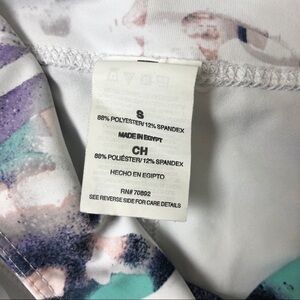 S
88% POLYESTER/ 12% SPANDEX
MADE IN EGYPT
CH
88% POLIÉSTER/ 12% SPANDEX
HECHO EN EGIPTO
RN# 70892
SEE REVERSE SIDE FOR CARE DETAILS